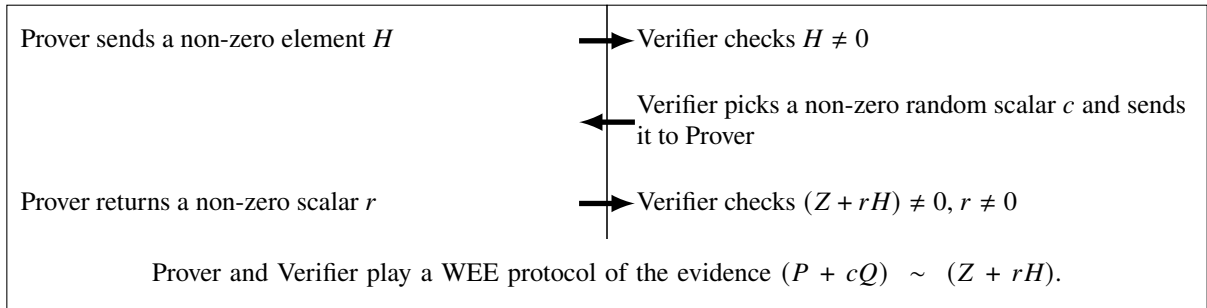 Prover sends a non-zero element H
Verifier checks H ≠ 0
Verifier picks a non-zero random scalar c and sends
it to Prover
Prover returns a non-zero scalar r
Verifier checks (Z + rH) ≠ 0, r ≠ 0
Prover and Verifier play a WEE protocol of the evidence (P + cQ) ∼ (Z + rH).